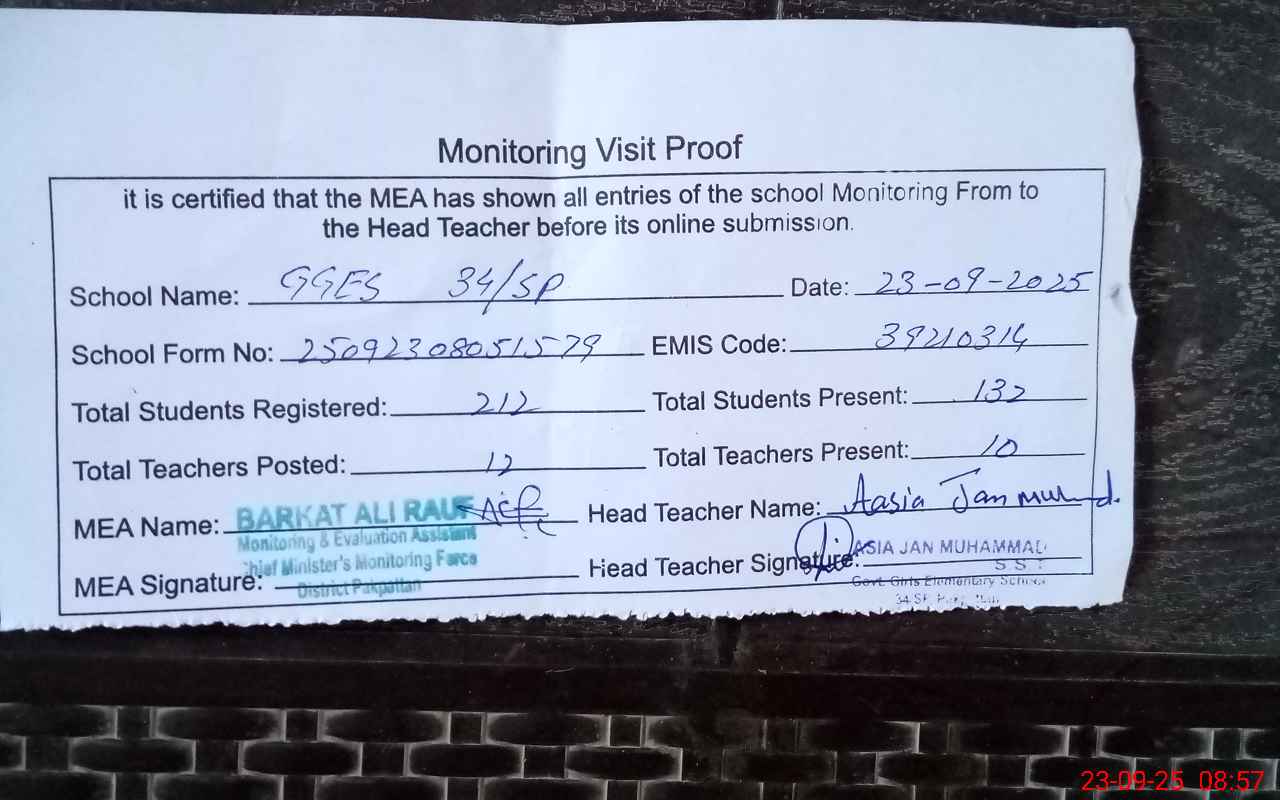 Monitoring Visit Proof
it is certified that the MEA has shown all entries of the school Monitoring From to
the Head Teacher before its online submission.
School Name: GGES 34/SP Date: 23-09-2025
School Form No: 25092308051579 EMIS Code: 39210314
Total Students Registered: 212 Total Students Present: 132
Total Teachers Posted: 12 Total Teachers Present: 10
MEA Name: BARKAT ALI RAUF Head Teacher Name: Aasia Jan
Monitoring & Evaluation Assistant
Chief Minister's Monitoring Force
District Pakpattan
MEA Signature: Head Teacher Signature:
ASIA JAN MUHAMMAD
S.S.T
Govt. Girls Elementary School
34 SP
23-09-25 08:57